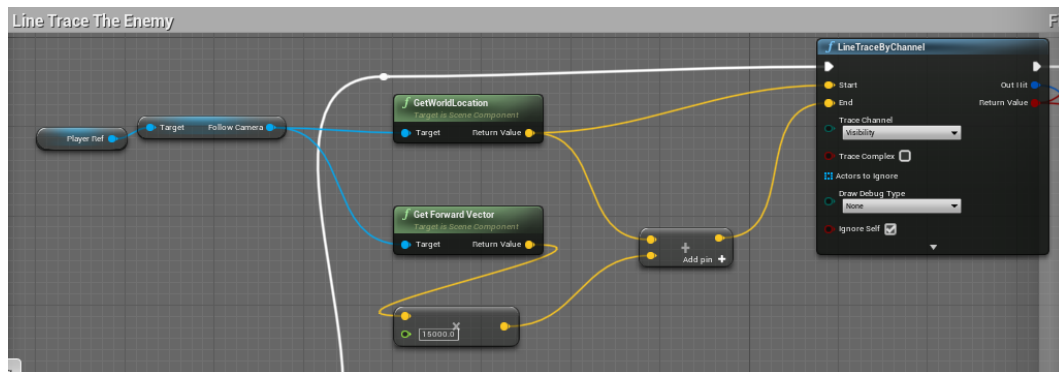 Line Trace The Enemy
F
LineTraceByChannel
Start
Out Hit
End
Return Value
Trace Channel
Visibility
Trace Complex
Actors to Ignore
Draw Debug Type
None
Ignore Self
GetWorldLocation
Target is Scene Component
Target
Return Value
Player Ref
Target
Follow Camera
Get Forward Vector
Target is Scene Component
Target
Return Value
+
Add pin +
x
15000.0